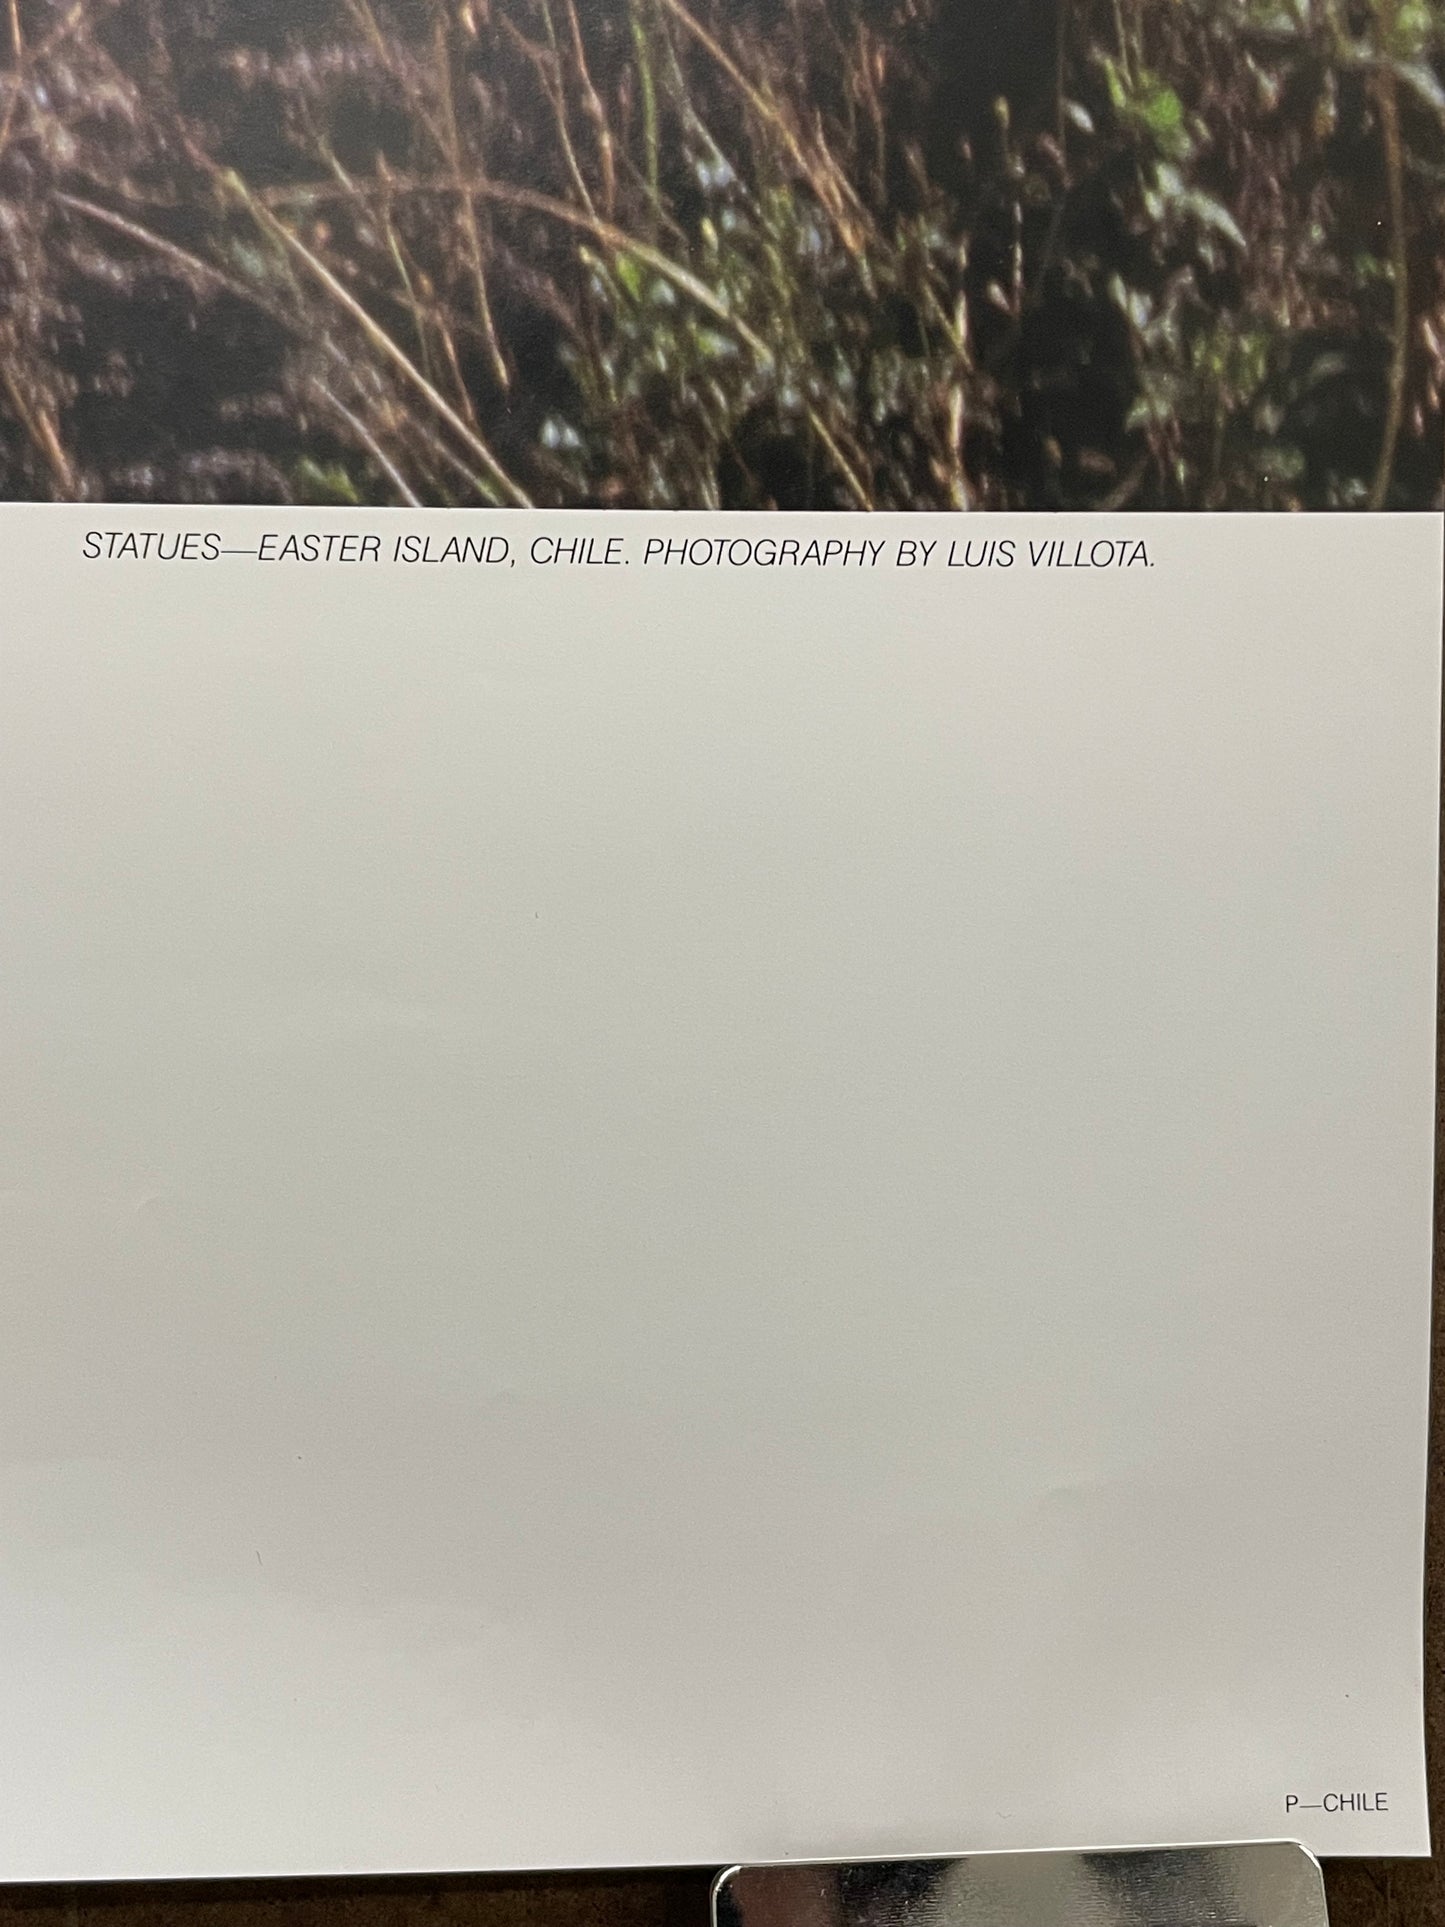 STATUES—EASTER ISLAND, CHILE. PHOTOGRAPHY BY LUIS VILLOTA.
P—CHILE